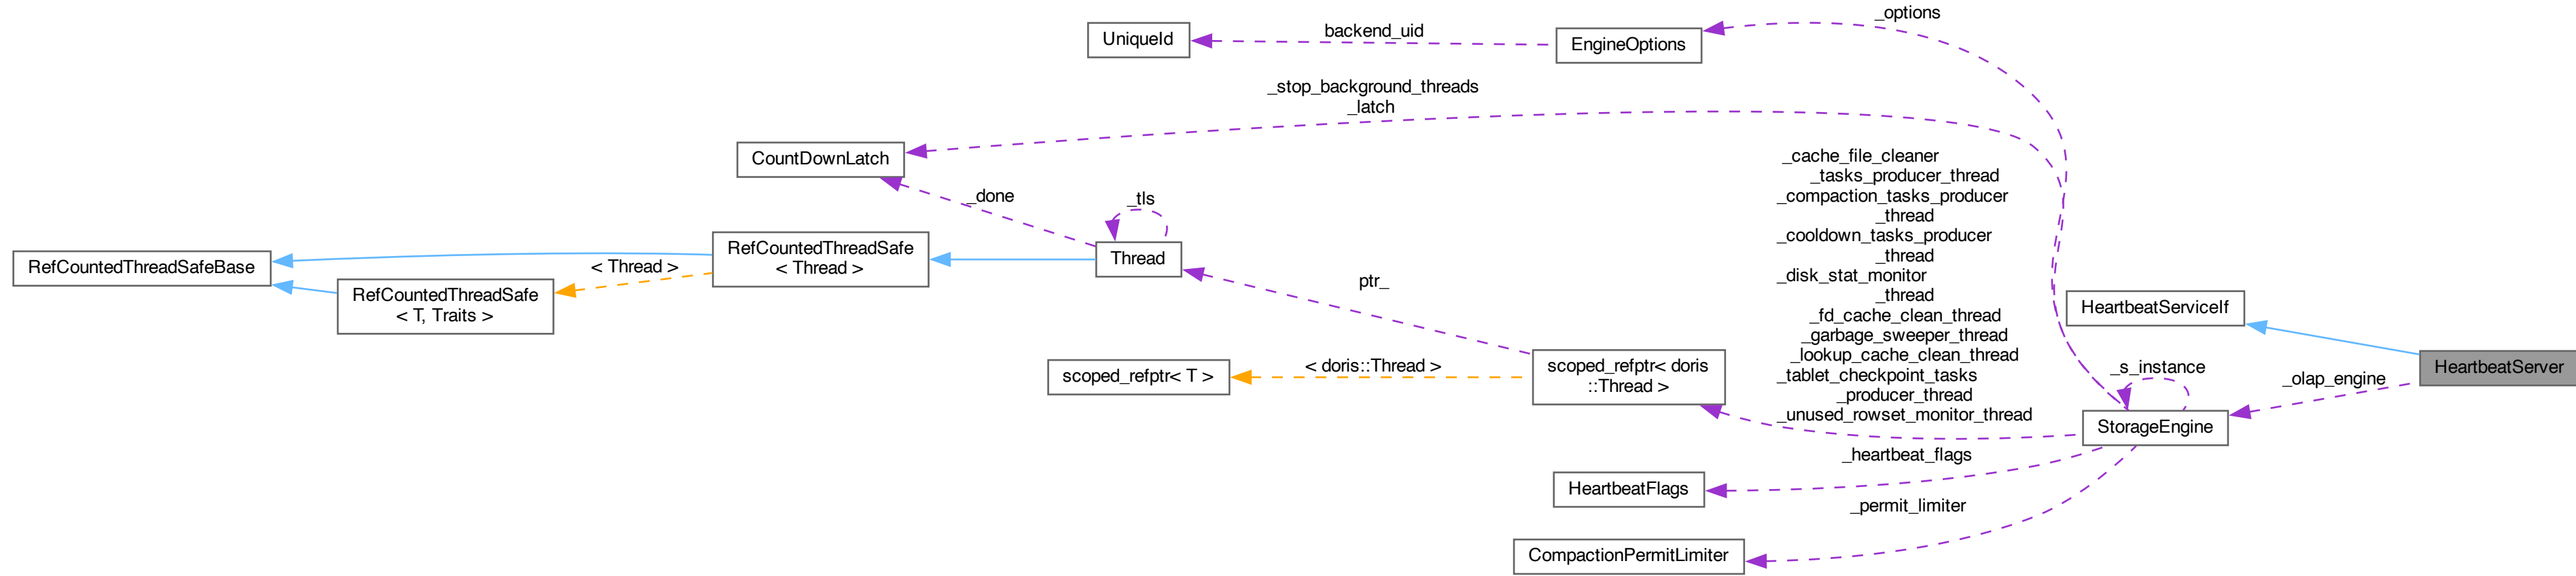 _options
UniqueId
backend_uid
EngineOptions
_stop_background_threads
_latch
CountDownLatch
_cache_file_cleaner
_tasks_producer_thread
_compaction_tasks_producer
_thread
_cooldown_tasks_producer
_thread
_disk_stat_monitor
_thread
_fd_cache_clean_thread
_garbage_sweeper_thread
_lookup_cache_clean_thread
_tablet_checkpoint_tasks
_producer_thread
_unused_rowset_monitor_thread
_done
_tls
RefCountedThreadSafeBase
< Thread >
RefCountedThreadSafe
< Thread >
Thread
RefCountedThreadSafe
< T, Traits >
ptr_
HeartbeatServiceIf
scoped_refptr< T >
< doris::Thread >
scoped_refptr< doris
::Thread >
_s_instance
_olap_engine
HeartbeatServer
StorageEngine
_heartbeat_flags
HeartbeatFlags
_permit_limiter
CompactionPermitLimiter